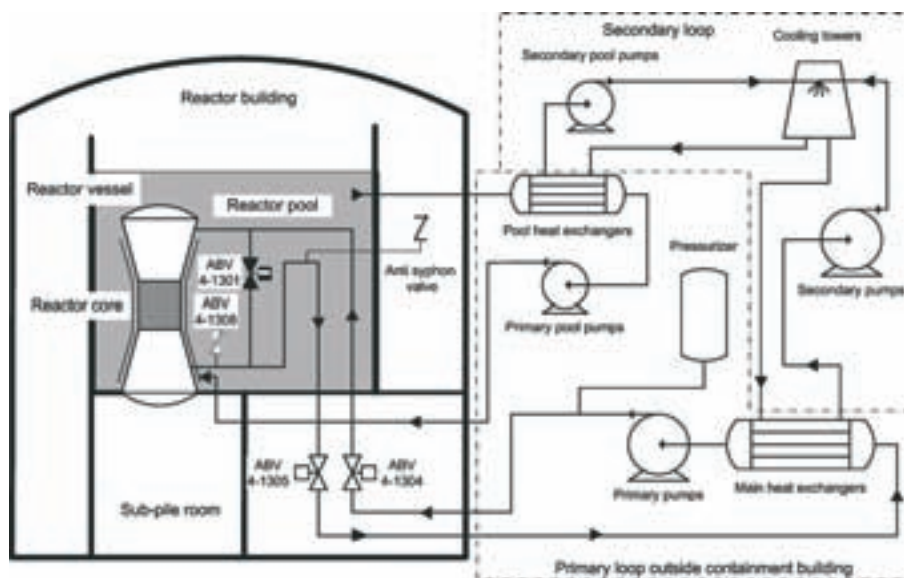 Secondary loop
Secondary pool pumps
Cooling towers
Reactor building
Reactor vessel
Reactor pool
Pool heat exchangers
Pressurizer
ABV
4-1301
Anti syphon
valve
Reactor core
ABV
4-1308
Secondary pumps
Primary pool pumps
ABV
4-1305
ABV
4-1304
Primary pumps
Main heat exchangers
Sub-pile room
Primary loop outside containment building